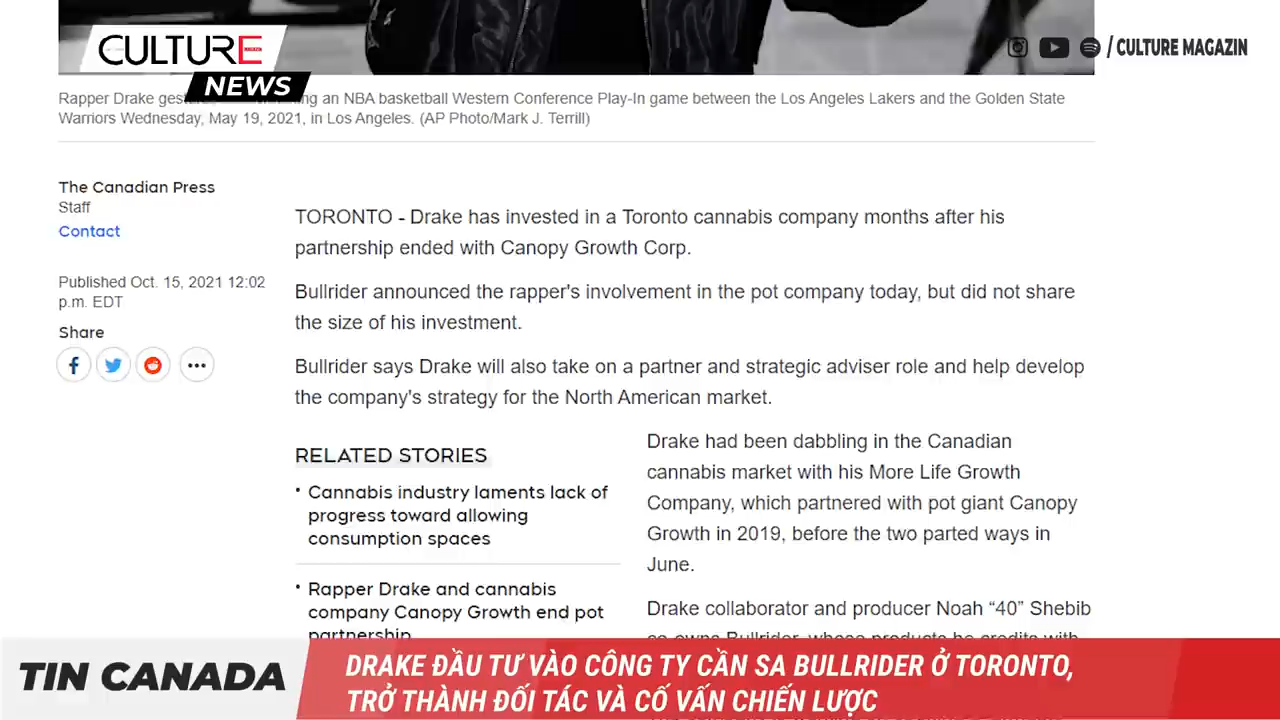 CULTURE
NEWS
/ CULTURE MAGAZIN
Rapper Drake an NBA basketball Western Conference Play-In game between the Los Angeles Lakers and the Golden State
Warriors Wednesday, May 19, 2021, in Los Angeles. (AP Photo/Mark J. Terrill)
The Canadian Press
Staff
Contact
Published Oct. 15, 2021 12:02
p.m. EDT
Share
TORONTO - Drake has invested in a Toronto cannabis company months after his
partnership ended with Canopy Growth Corp.
Bullrider announced the rapper's involvement in the pot company today, but did not share
the size of his investment.
Bullrider says Drake will also take on a partner and strategic adviser role and help develop
the company's strategy for the North American market.
RELATED STORIES
• Cannabis industry laments lack of
progress toward allowing
consumption spaces
• Rapper Drake and cannabis
company Canopy Growth end pot
partnership
Drake had been dabbling in the Canadian
cannabis market with his More Life Growth
Company, which partnered with pot giant Canopy
Growth in 2019, before the two parted ways in
June.
Drake collaborator and producer Noah “40” Shebib
co-owns Bullrider, whose products he credits with
TIN CANADA
DRAKE ĐẦU TƯ VÀO CÔNG TY CẦN SA BULLRIDER Ở TORONTO,
TRỞ THÀNH ĐỐI TÁC VÀ CỐ VẤN CHIẾN LƯỢC